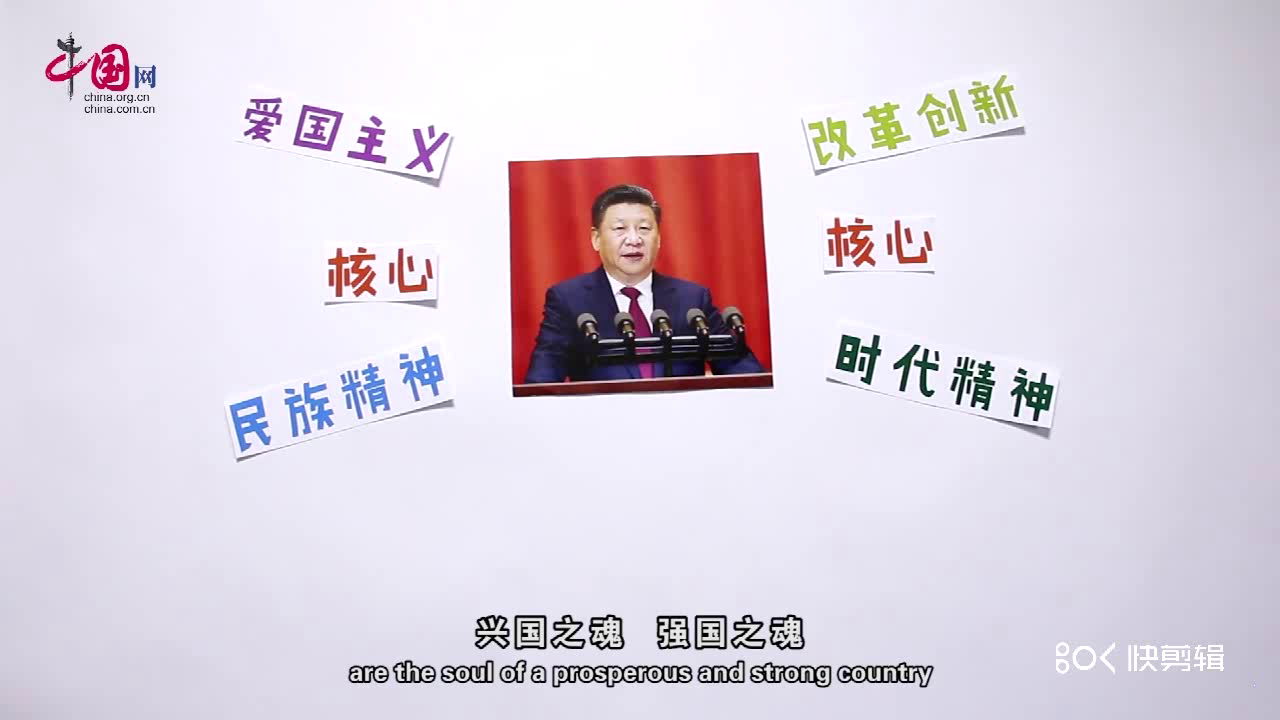 中国网
china.org.cn
china.com.cn
爱国主义
改革创新
核心
核心
民族精神
时代精神
兴国之魂 强国之魂
are the soul of a prosperous and strong country
快剪辑